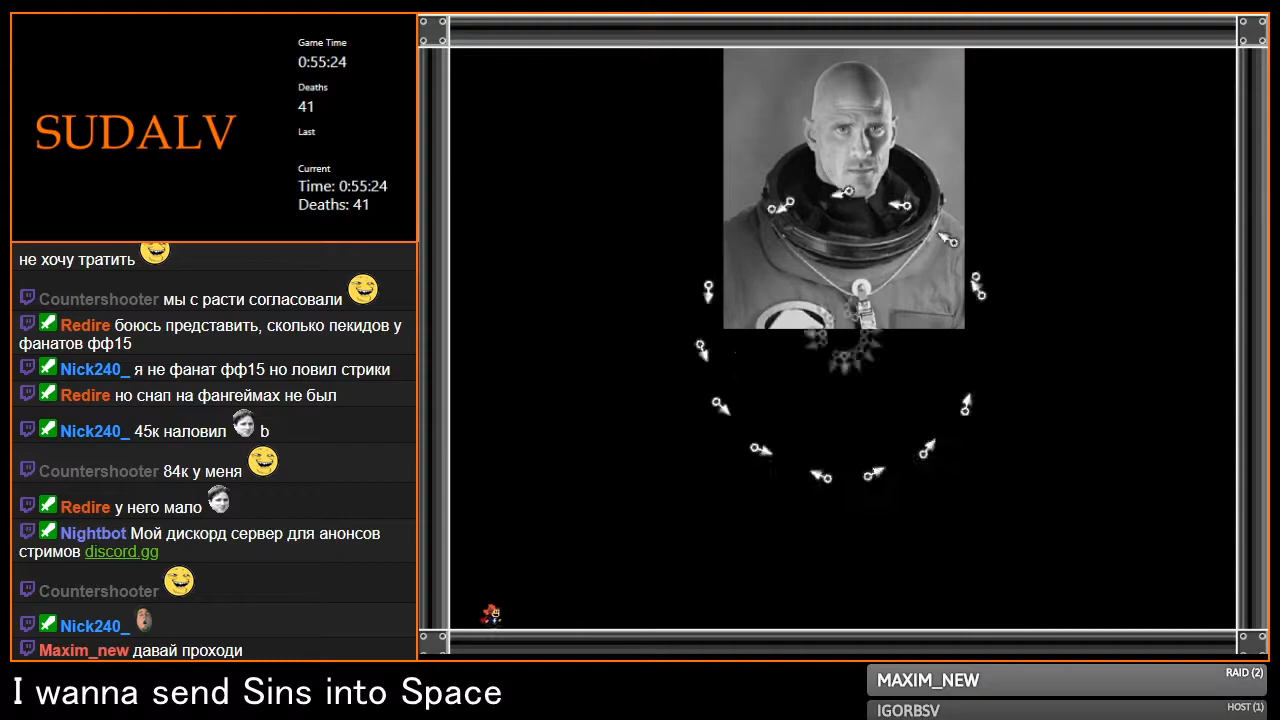 SUDALV
Game Time
0:55:24
Deaths
41
Last
Current
Time: 0:55:24
Deaths: 41
не хочу тратить
Countershooter мы с расти согласовали
Redire боюсь представить, сколько пекидов у
фанатов фф15
Nick240_ я не фанат фф15 но ловил стрики
Redire но снап на фангеймах не был
Nick240_ 45к наловил b
Countershooter 84к у меня
Redire у него мало
Nightbot Мой дискорд сервер для анонсов
стримов discord.gg
Countershooter
Nick240_
Maxim_new давай проходи
I wanna send Sins into Space
MAXIM_NEW RAID (2)
IGORBSV HOST (1)